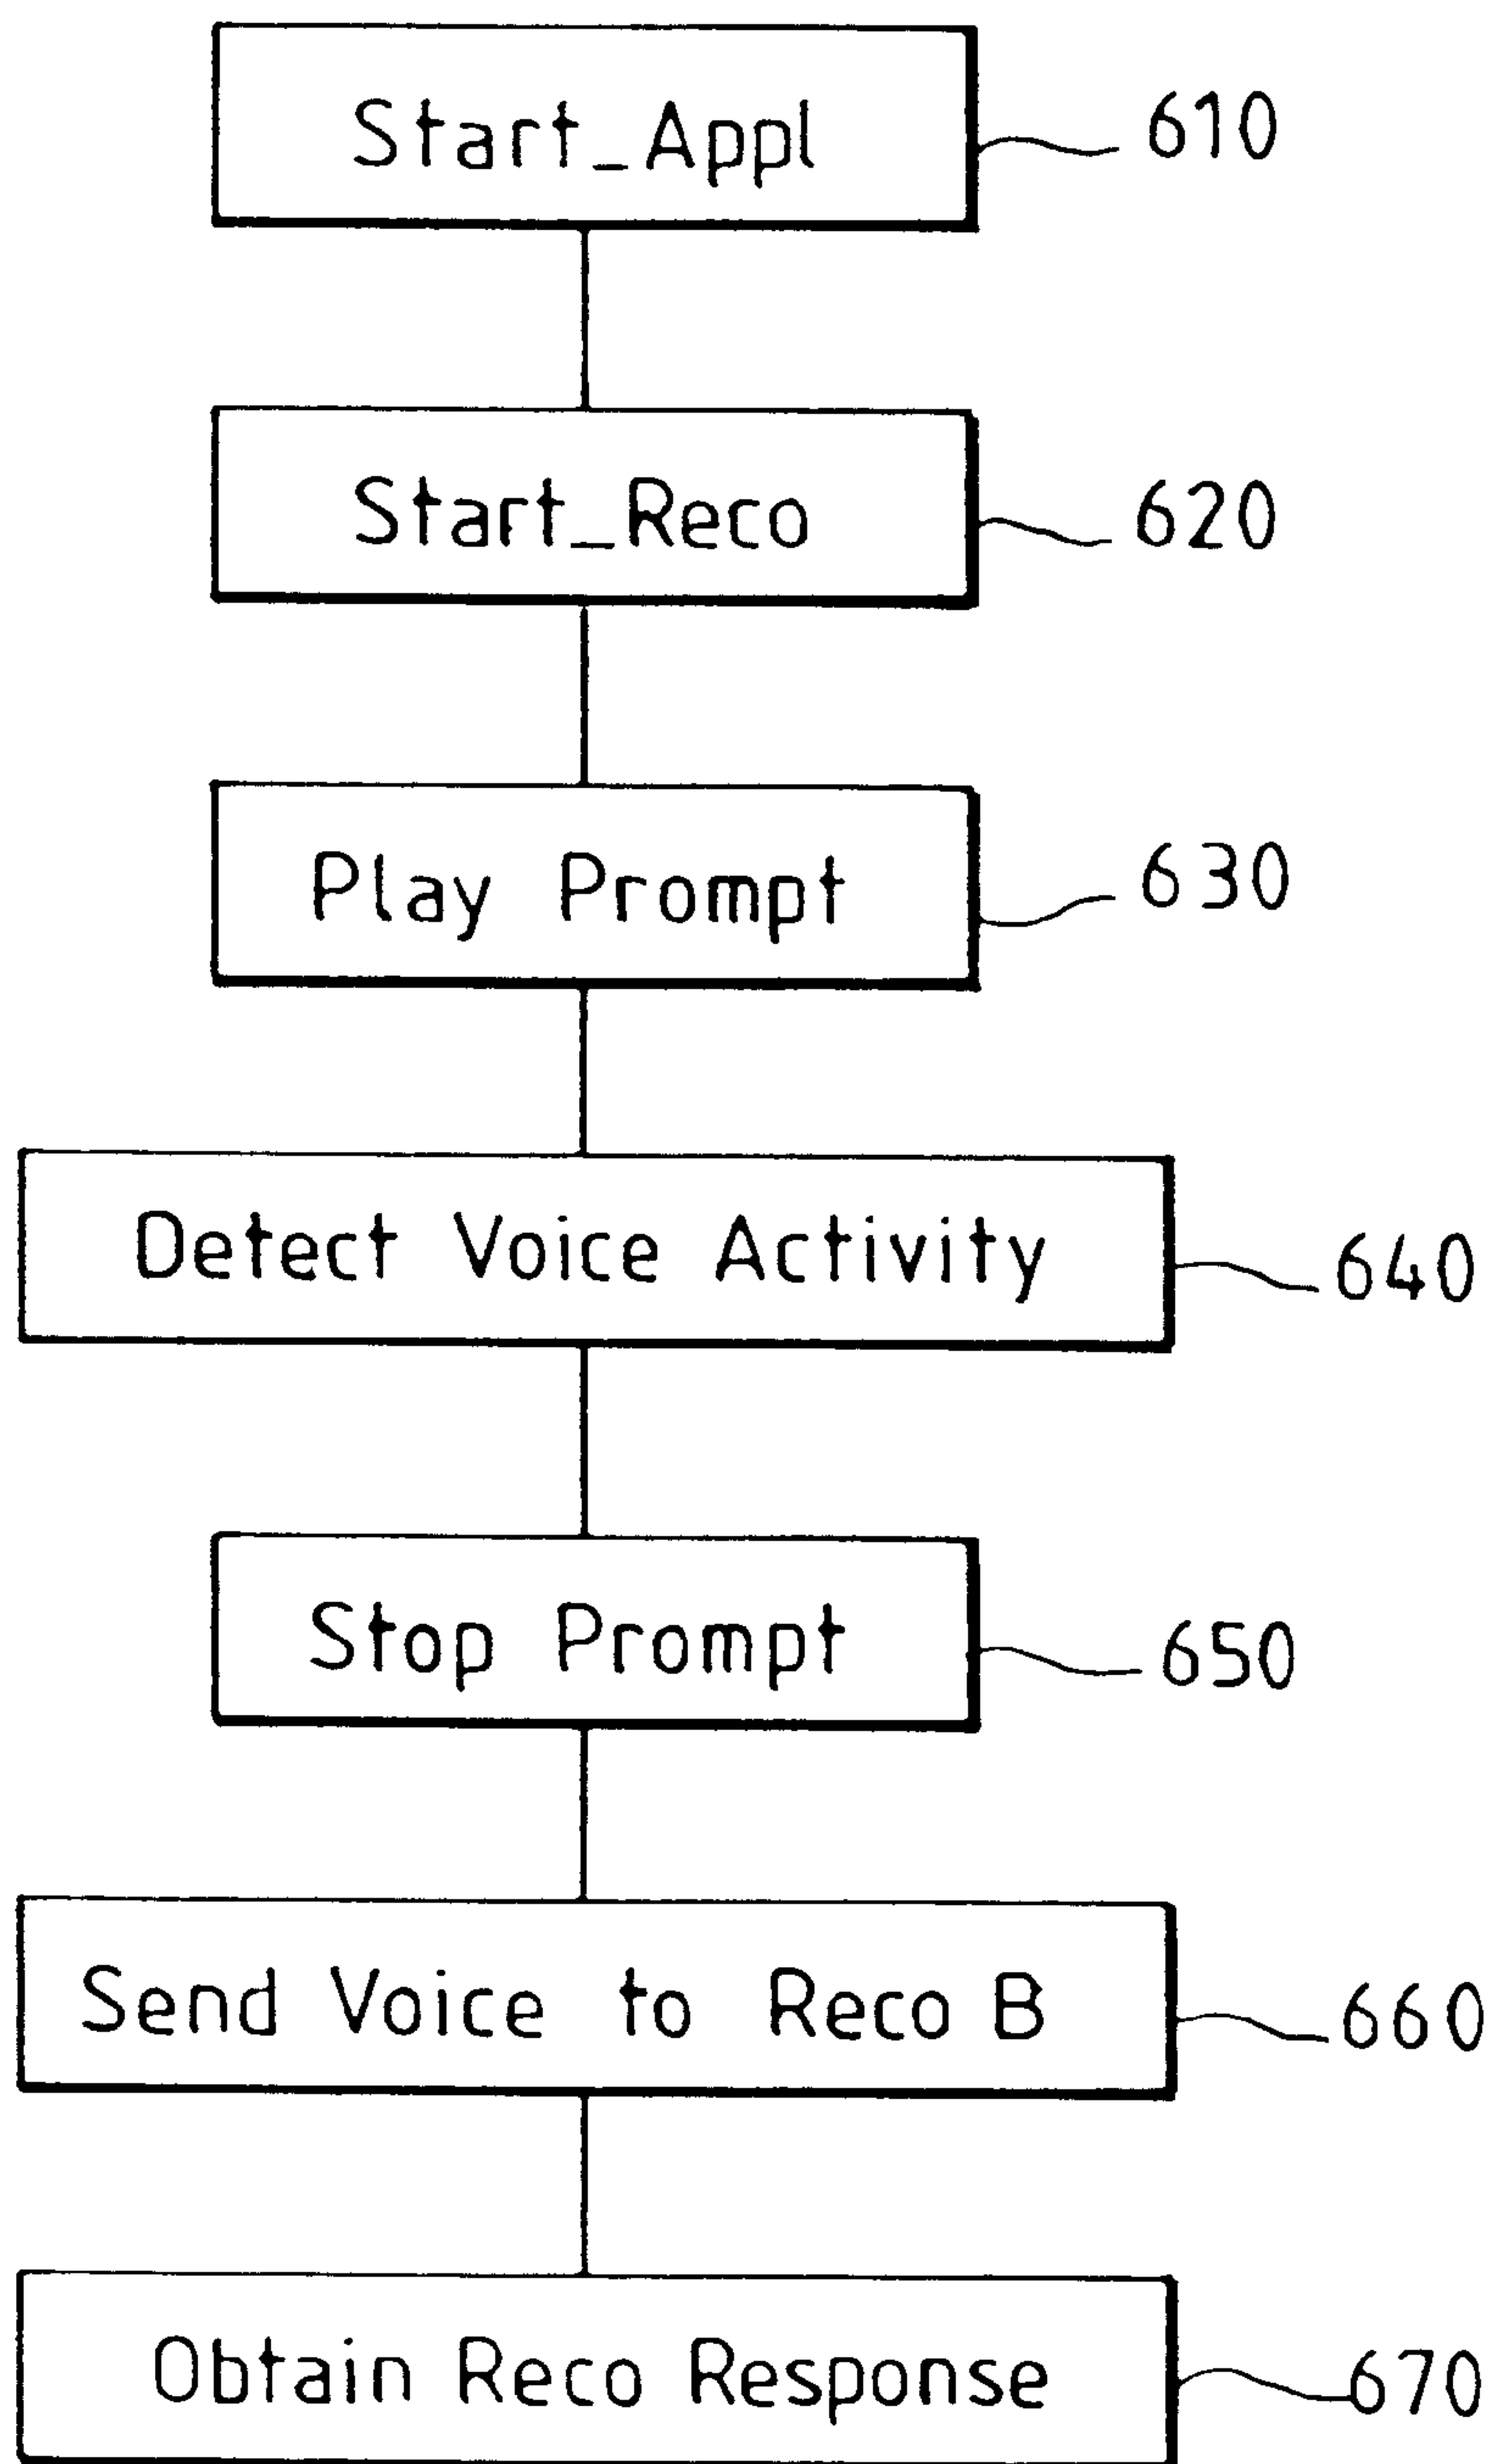 Start_Appl 610
Start_Reco 620
Play Prompt 630
Detect Voice Activity 640
Stop Prompt 650
Send Voice to Reco B 660
Obtain Reco Response 670